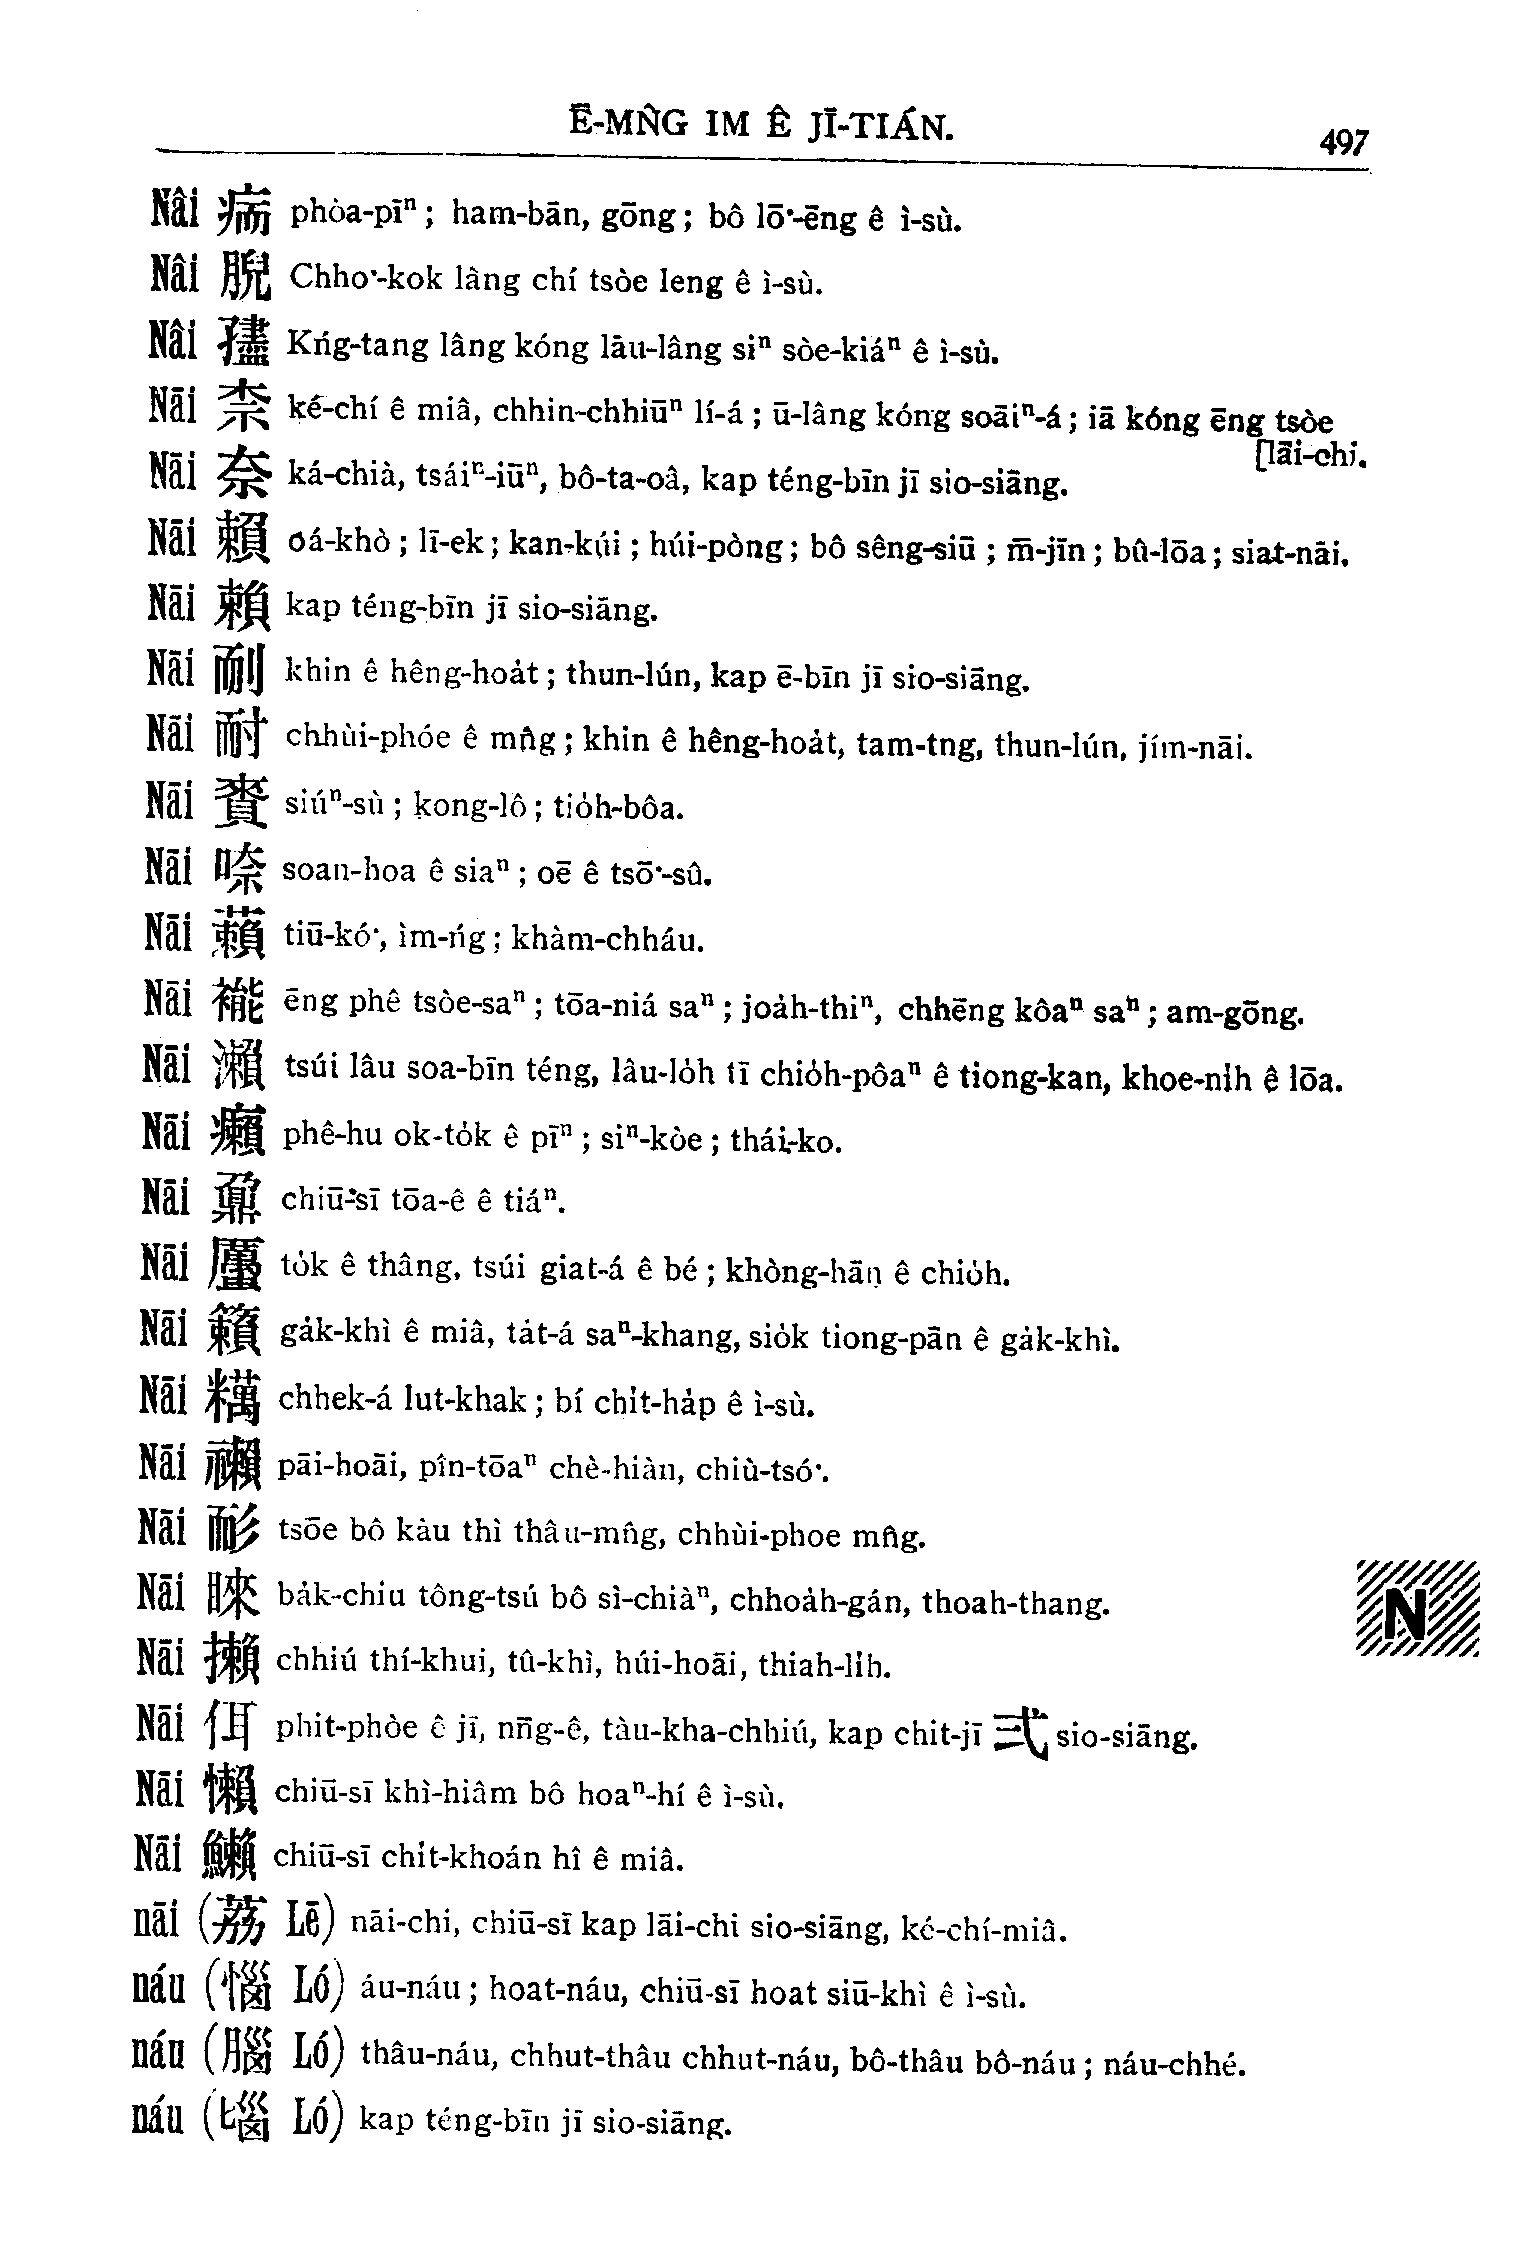 Ē-MN̂G IM Ê JĪ-TIÁN.
497
Nâi 痈 phòa-pīⁿ; ham-bān, gōng; bô lō͘-ēng ê ì-sù.
Nâi 腉 Chho͘-kok lâng chí tsòe leng ê ì-sù.
Nâi Kńg-tang lâng kóng lāu-lâng siⁿ sòe-kiáⁿ ê ì-sù.
Nāi 柰 ké-chí ê miâ, chhin-chhiūⁿ lí-á; ū-lâng kóng soāiⁿ-á; iā kóng ēng tsòe
[lāi-chi.
Nāi 奈 ká-chià, tsáiⁿ-iūⁿ, bô-ta-oâ, kap téng-bīn jī sio-siāng.
Nāi 賴 oá-khò; lī-ek; kan-kúi; húi-pòng; bô sêng-siū; m̄-jīn; bû-lōa; siat-nāi.
Nāi 頼 kap téng-bīn jī sio-siāng.
Nāi 耏 khin ê hêng-hoa̍t; thun-lún, kap ē-bīn jī sio-siāng.
Nāi 耐 chhùi-phóe ê mn̂g; khin ê hêng-hoa̍t, tam-tng, thun-lún, jím-nāi.
Nāi 賚 siúⁿ-sù; kong-lô; tio̍h-bôa.
Nāi 㖠 soan-hoa ê siaⁿ; oē ê tsō͘-sû.
Nāi 藾 tiū-kó͘, ìm-ńg; khàm-chháu.
Nāi 褦 ēng phê tsòe-saⁿ; tōa-niá saⁿ; joa̍h-thiⁿ, chhēng kôaⁿ saⁿ; am-gōng.
Nāi 瀨 tsúi lâu soa-bīn téng, lâu-lo̍h tī chio̍h-pôaⁿ ê tiong-kan, khoe-ni̍h ê lōa.
Nāi 癩 phê-hu ok-to̍k ê pīⁿ; siⁿ-kòe; thái-ko.
Nāi 鼐 chiū-sī tōa-ê ê tiáⁿ.
Nāi to̍k ê thâng, tsúi giat-á ê bé; khòng-hān ê chio̍h.
Nāi 籟 ga̍k-khì ê miâ, ta̍t-á saⁿ-khang, sio̍k tiong-pān ê ga̍k-khì.
Nāi 糲 chhek-á lut-khak; bí chi̍t-ha̍p ê ì-sù.
Nāi pāi-hoāi, pîn-tōaⁿ chè-hiàn, chiù-tsó͘.
Nāi 耏 tsōe bô kàu thì thâu-mn̂g, chhùi-phoe mn̂g.
Nāi 睞 ba̍k-chiu tông-tsú bô sì-chiàⁿ, chhoa̍h-gán, thoah-thang.
Nāi 攋 chhiú thí-khui, tû-khì, húi-hoāi, thiah-li̍h.
Nāi 佴 phit-phòe ê jī, nn̄g-ê, tàu-kha-chhiú, kap chit-jī 弍 sio-siāng.
Nāi 懶 chiū-sī khì-hiâm bô hoaⁿ-hí ê ì-sù.
Nāi 鱜 chiū-sī chi̍t-khoán hî ê miâ.
nāi (荔 Lē) nāi-chi, chiū-sī kap lāi-chi sio-siāng, ké-chí-miâ.
náu (惱 Ló) áu-náu; hoat-náu, chiū-sī hoat siū-khì ê ì-sù.
náu (腦 Ló) thâu-náu, chhut-thâu chhut-náu, bô-thâu bô-náu; náu-chhé.
náu (匘 Ló) kap téng-bīn jī sio-siāng.
N